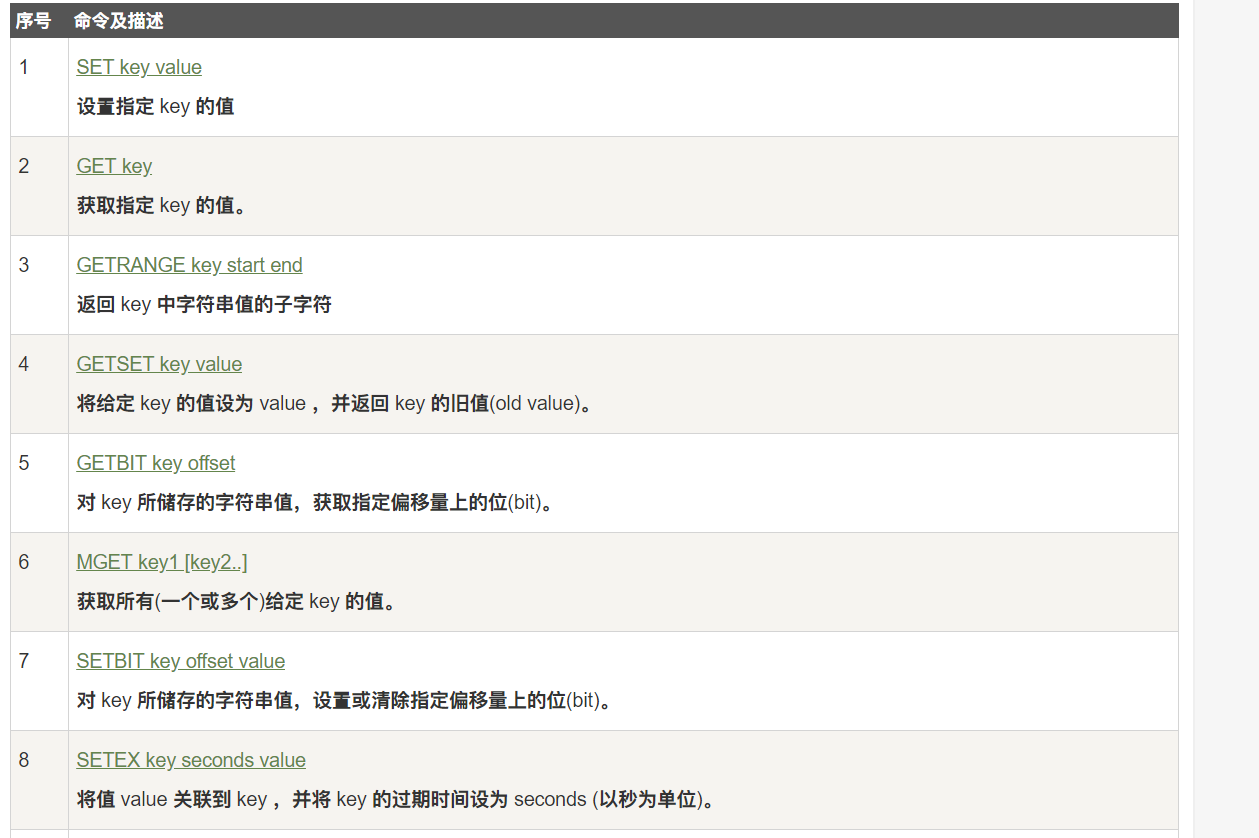 序号 命令及描述
1 SET key value
设置指定 key 的值
2 GET key
获取指定 key 的值。
3 GETRANGE key start end
返回 key 中字符串值的子字符
4 GETSET key value
将给定 key 的值设为 value ，并返回 key 的旧值(old value)。
5 GETBIT key offset
对 key 所储存的字符串值，获取指定偏移量上的位(bit)。
6 MGET key1 [key2..]
获取所有(一个或多个)给定 key 的值。
7 SETBIT key offset value
对 key 所储存的字符串值，设置或清除指定偏移量上的位(bit)。
8 SETEX key seconds value
将值 value 关联到 key ，并将 key 的过期时间设为 seconds (以秒为单位)。